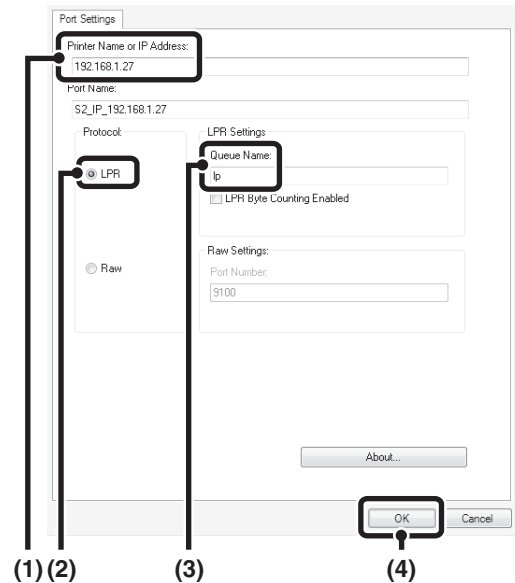 Port Settings
Printer Name or IP Address:
192.168.1.27
Port Name:
S2_IP_192.168.1.27
Protocol:
LPR
Raw
LPR Settings
Queue Name:
lp
LPR Byte Counting Enabled
Raw Settings:
Port Number:
9100
About...
OK
Cancel
(1) (2) (3) (4)